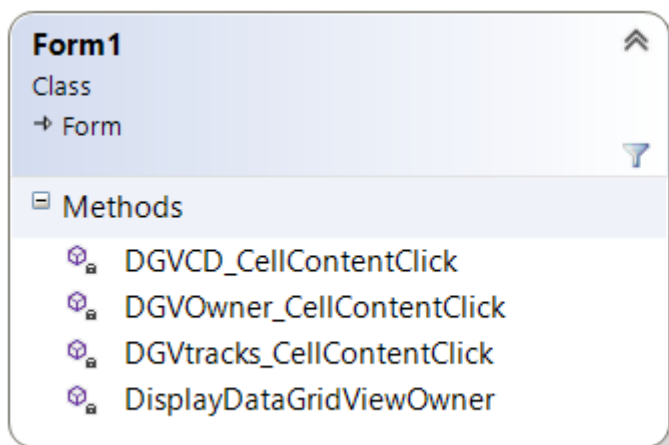 Form1
Class
Form
Methods
DGVCD_CellContentClick
DGVOwner_CellContentClick
DGVtracks_CellContentClick
DisplayDataGridViewOwner